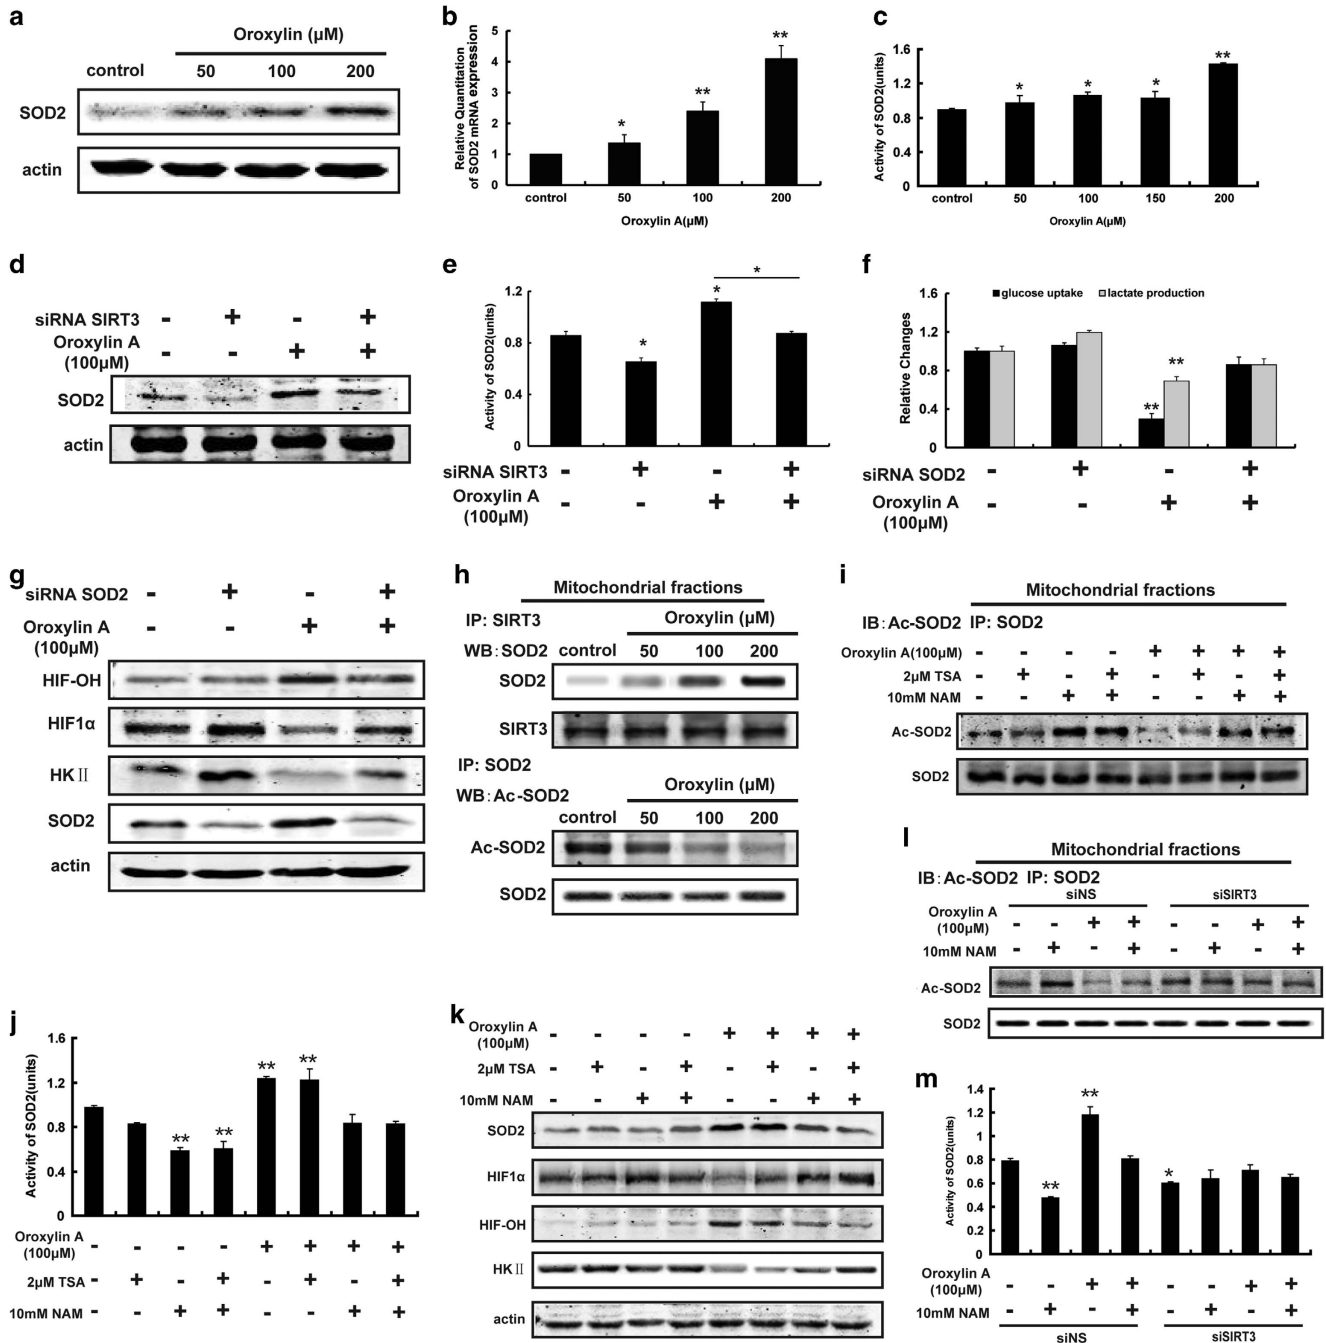 a
Oroxylin (µM)
control 50 100 200
SOD2
actin
b
Relative Quantitation
of SOD2 mRNA expression
5
4
3
2
1
0
**
**
*
control 50 100 200
Oroxylin A(µM)
c
Activity of SOD2(units)
1.6
1.2
0.8
0.4
0
* * * **
control 50 100 150 200
Oroxylin A(µM)
d
siRNA SIRT3 - + - +
Oroxylin A
(100µM) - - + +
SOD2
actin
e
Activity of SOD2(units)
1.2
0.8
0.4
0
*
*
*
siRNA SIRT3 - + - +
Oroxylin A
(100µM) - - + +
f
Relative Changes
1.6
1.2
0.8
0.4
0
glucose uptake lactate production
**
**
siRNA SOD2 - + - +
Oroxylin A
(100µM) - - + +
g
siRNA SOD2 - + - +
Oroxylin A
(100µM) - - + +
HIF-OH
HIF1α
HKⅡ
SOD2
actin
h
Mitochondrial fractions
IP: SIRT3
Oroxylin (µM)
WB:SOD2 control 50 100 200
SOD2
SIRT3
IP: SOD2
WB:Ac-SOD2
Oroxylin (µM)
control 50 100 200
Ac-SOD2
SOD2
i
Mitochondrial fractions
IB:Ac-SOD2 IP: SOD2
Oroxylin A(100µM) - - - - + + + +
2µM TSA - + - + - + - +
10mM NAM - - + + - - + +
Ac-SOD2
SOD2
l
Mitochondrial fractions
IB:Ac-SOD2 IP: SOD2
siNS siSIRT3
Oroxylin A
(100µM) - - + + - - + +
10mM NAM - + - + - + - +
Ac-SOD2
SOD2
j
Activity of SOD2(units)
1.6
1.2
0.8
0.4
0
** ** ** **
Oroxylin A
(100µM) - - - - + + + +
2µM TSA - + - + - + - +
10mM NAM - - + + - - + +
k
Oroxylin A
(100µM) - - - - + + + +
2µM TSA - + - + - + - +
10mM NAM - - + + - - + +
SOD2
HIF1α
HIF-OH
HKⅡ
actin
m
Activity of SOD2(units)
1.4
1.2
1
0.8
0.6
0.4
0.2
0
** ** *
Oroxylin A
(100µM) - - + + - - + +
10mM NAM - + - + - + - +
siNS siSIRT3